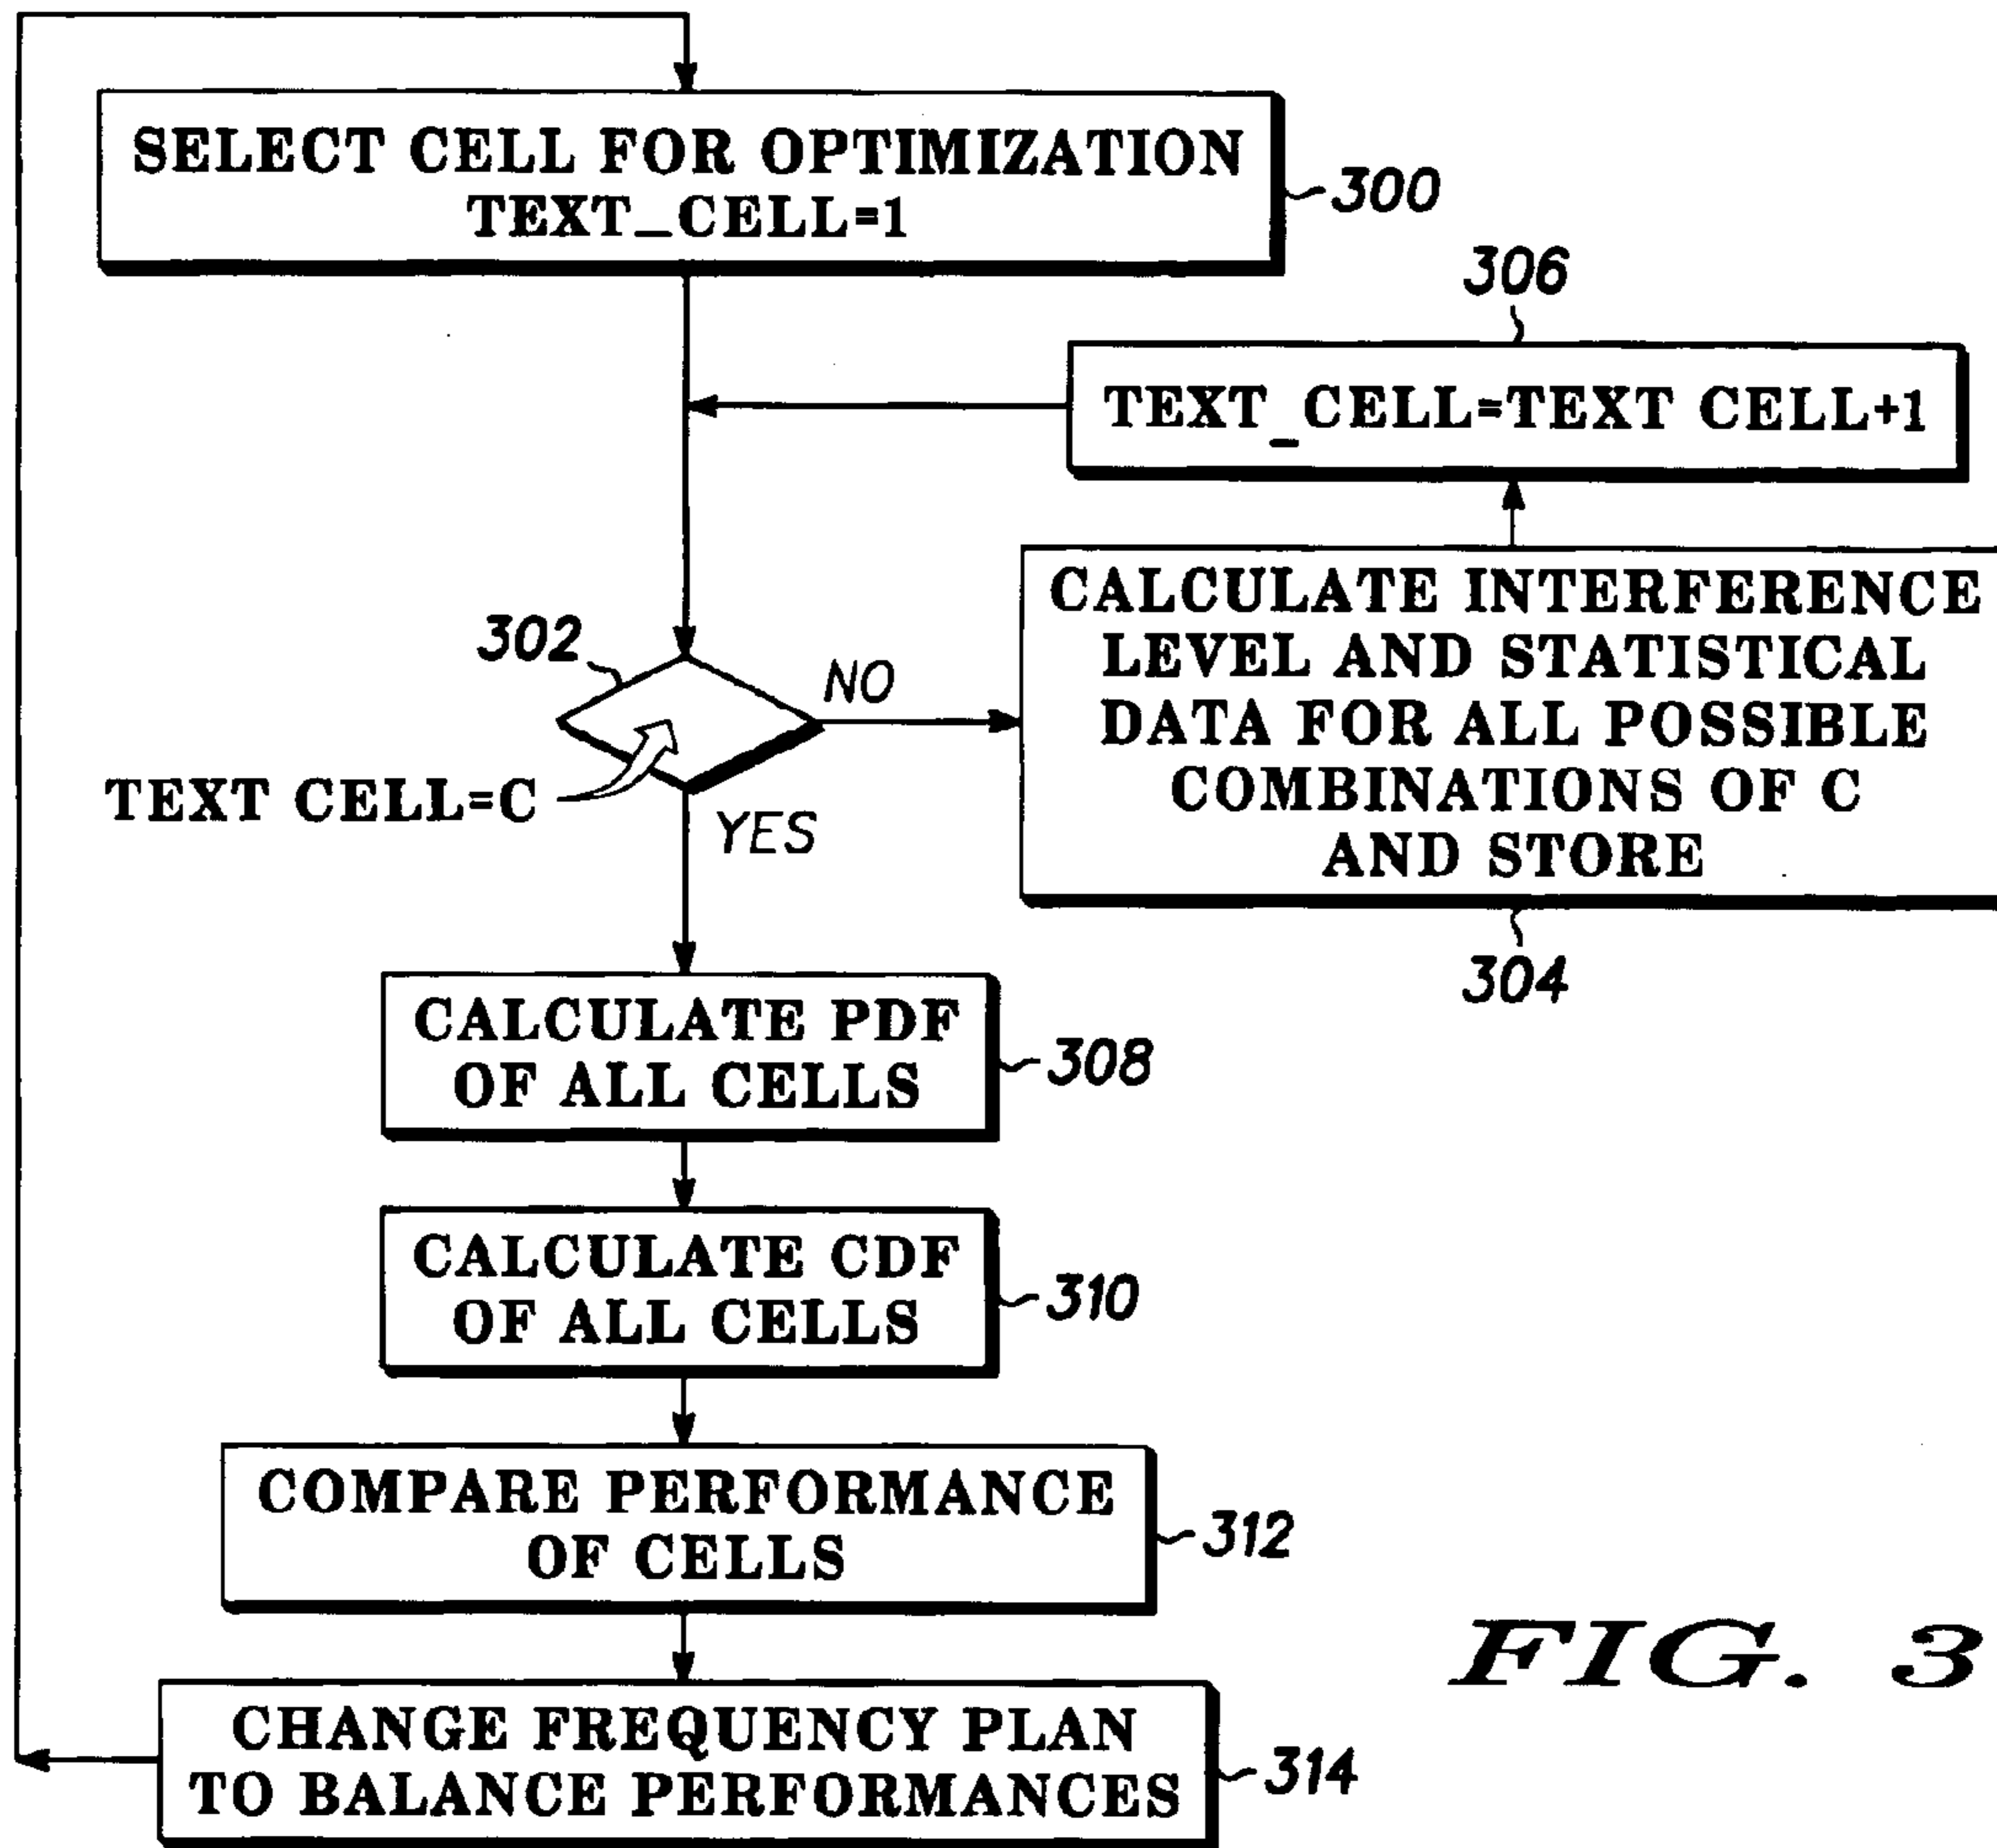 SELECT CELL FOR OPTIMIZATION
TEXT_CELL=1
300
306
TEXT_CELL=TEXT CELL+1
302
NO
TEXT CELL=C
YES
CALCULATE INTERFERENCE
LEVEL AND STATISTICAL
DATA FOR ALL POSSIBLE
COMBINATIONS OF C
AND STORE
304
CALCULATE PDF
OF ALL CELLS
308
CALCULATE CDF
OF ALL CELLS
310
COMPARE PERFORMANCE
OF CELLS
312
CHANGE FREQUENCY PLAN
TO BALANCE PERFORMANCES
314
FIG. 3